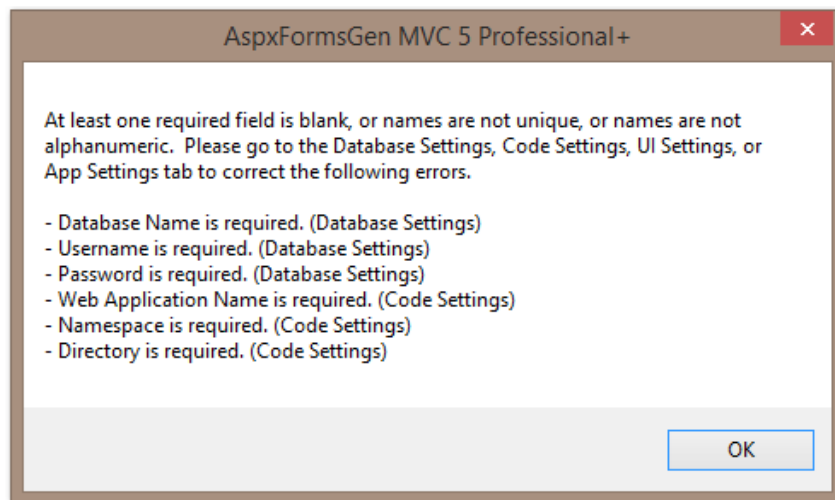 AspxFormsGen MVC 5 Professional+
At least one required field is blank, or names are not unique, or names are not
alphanumeric.  Please go to the Database Settings, Code Settings, UI Settings, or
App Settings tab to correct the following errors.
- Database Name is required. (Database Settings)
- Username is required. (Database Settings)
- Password is required. (Database Settings)
- Web Application Name is required. (Code Settings)
- Namespace is required. (Code Settings)
- Directory is required. (Code Settings)
OK